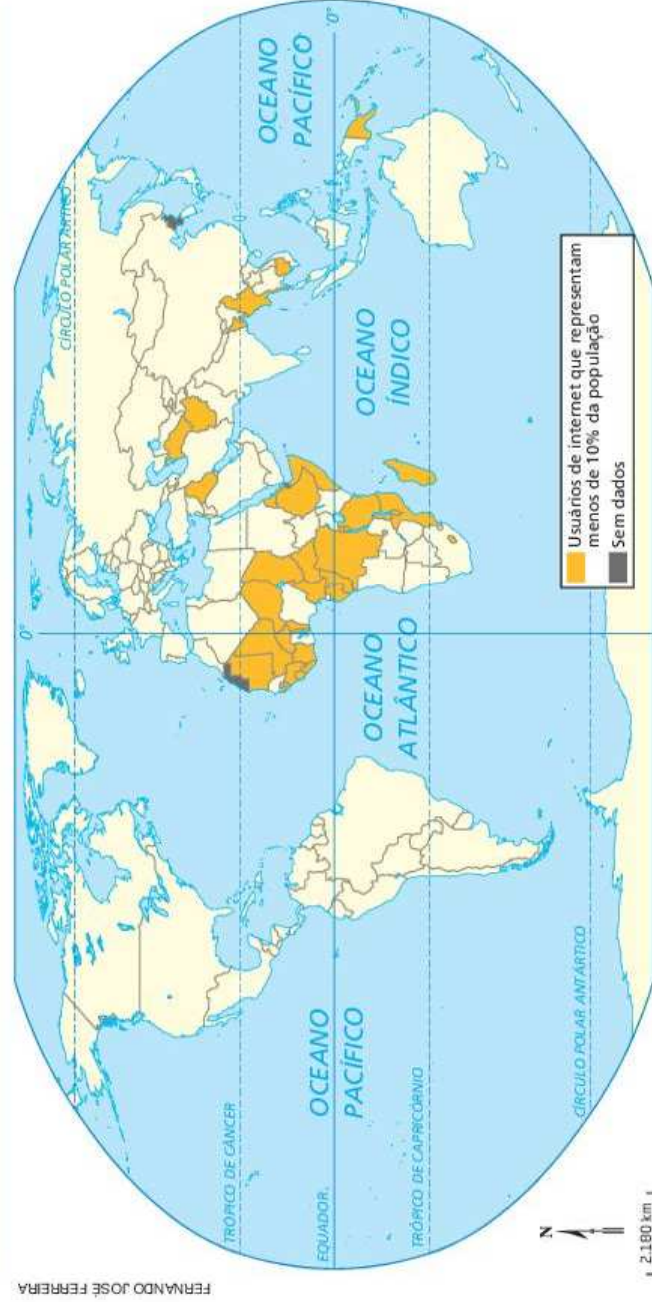 CÍRCULO POLAR ÁRTICO
0°
0°
OCEANO
PACÍFICO
TRÓPICO DE CÂNCER
OCEANO
PACÍFICO
EQUADOR
OCEANO
ATLÂNTICO
OCEANO
ÍNDICO
TRÓPICO DE CAPRICÓRNIO
CÍRCULO POLAR ANTÁRTICO
Usuários de internet que representam
menos de 10% da população
Sem dados
N
2.180 km
FERNANDO JOSÉ FERREIRA